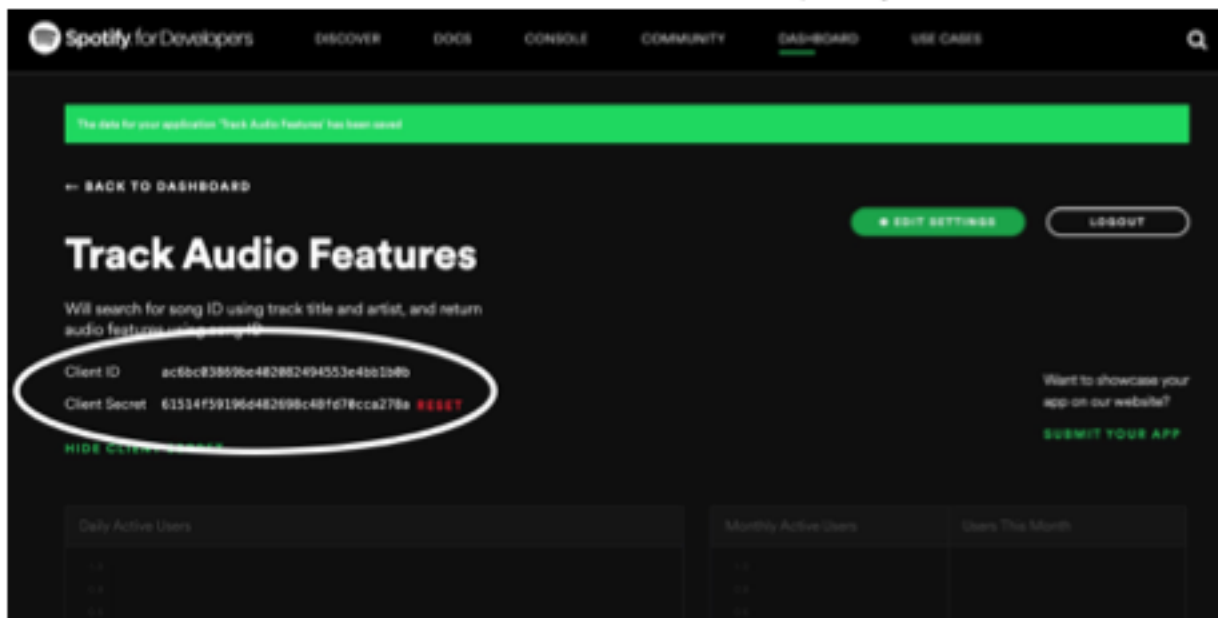 Spotify for Developers DISCOVER DOCS CONSOLE COMMUNITY DASHBOARD USE CASES
The data for your application 'Track Audio Features' has been saved
← BACK TO DASHBOARD
EDIT SETTINGS LOGOUT
Track Audio Features
Will search for song ID using track title and artist, and return
audio features using song ID
Client ID
Client Secret RESET
HIDE CLIENT SECRET
Want to showcase your
app on our website?
SUBMIT YOUR APP
Daily Active Users Monthly Active Users Users This Month